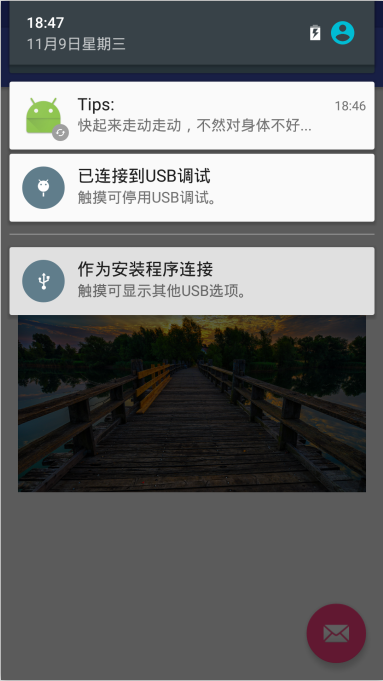 18:47
11月9日星期三
Tips:
18:46
快起来走动走动，不然对身体不好...
已连接到USB调试
触摸可停用USB调试。
作为安装程序连接
触摸可显示其他USB选项。